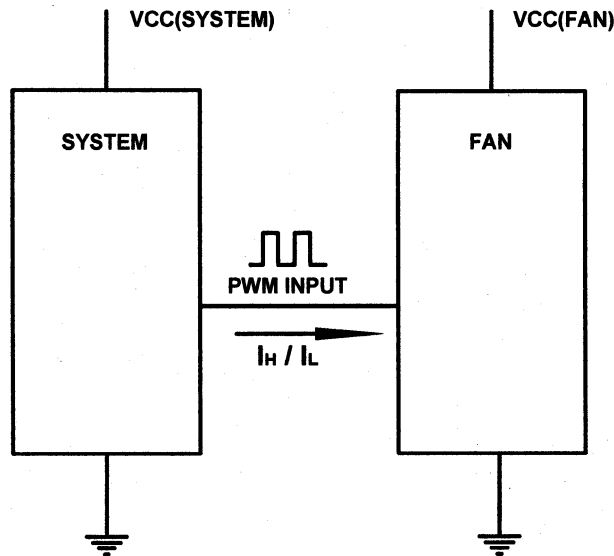 VCC(SYSTEM)
VCC(FAN)
SYSTEM
FAN
PWM INPUT
IH / IL